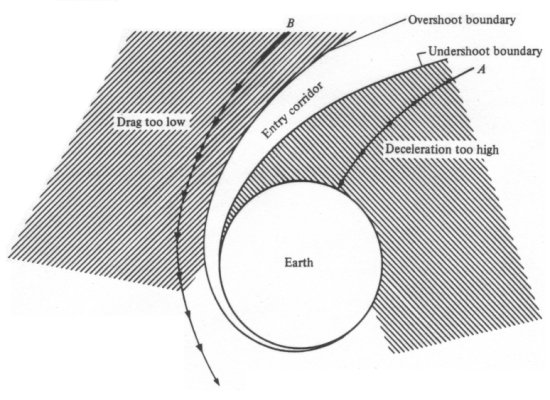 B
Overshoot boundary
Undershoot boundary
A
Entry corridor
Drag too low
Deceleration too high
Earth